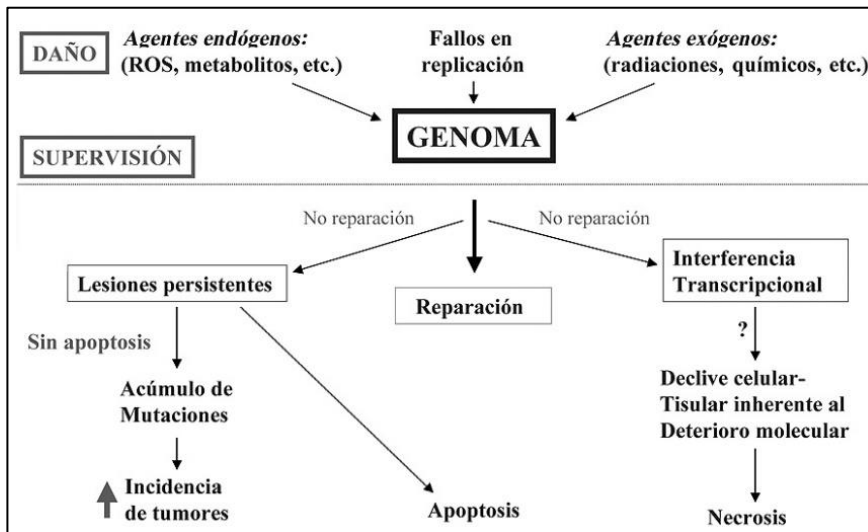 DAÑO
Agentes endógenos:
(ROS, metabolitos, etc.)
Fallos en
replicación
Agentes exógenos:
(radiaciones, químicos, etc.)
GENOMA
SUPERVISIÓN
No reparación
No reparación
Lesiones persistentes
Reparación
Interferencia
Transcripcional
Sin apoptosis
?
Acúmulo de
Mutaciones
Declive celular-
Tisular inherente al
Deterioro molecular
Incidencia
de tumores
Apoptosis
Necrosis